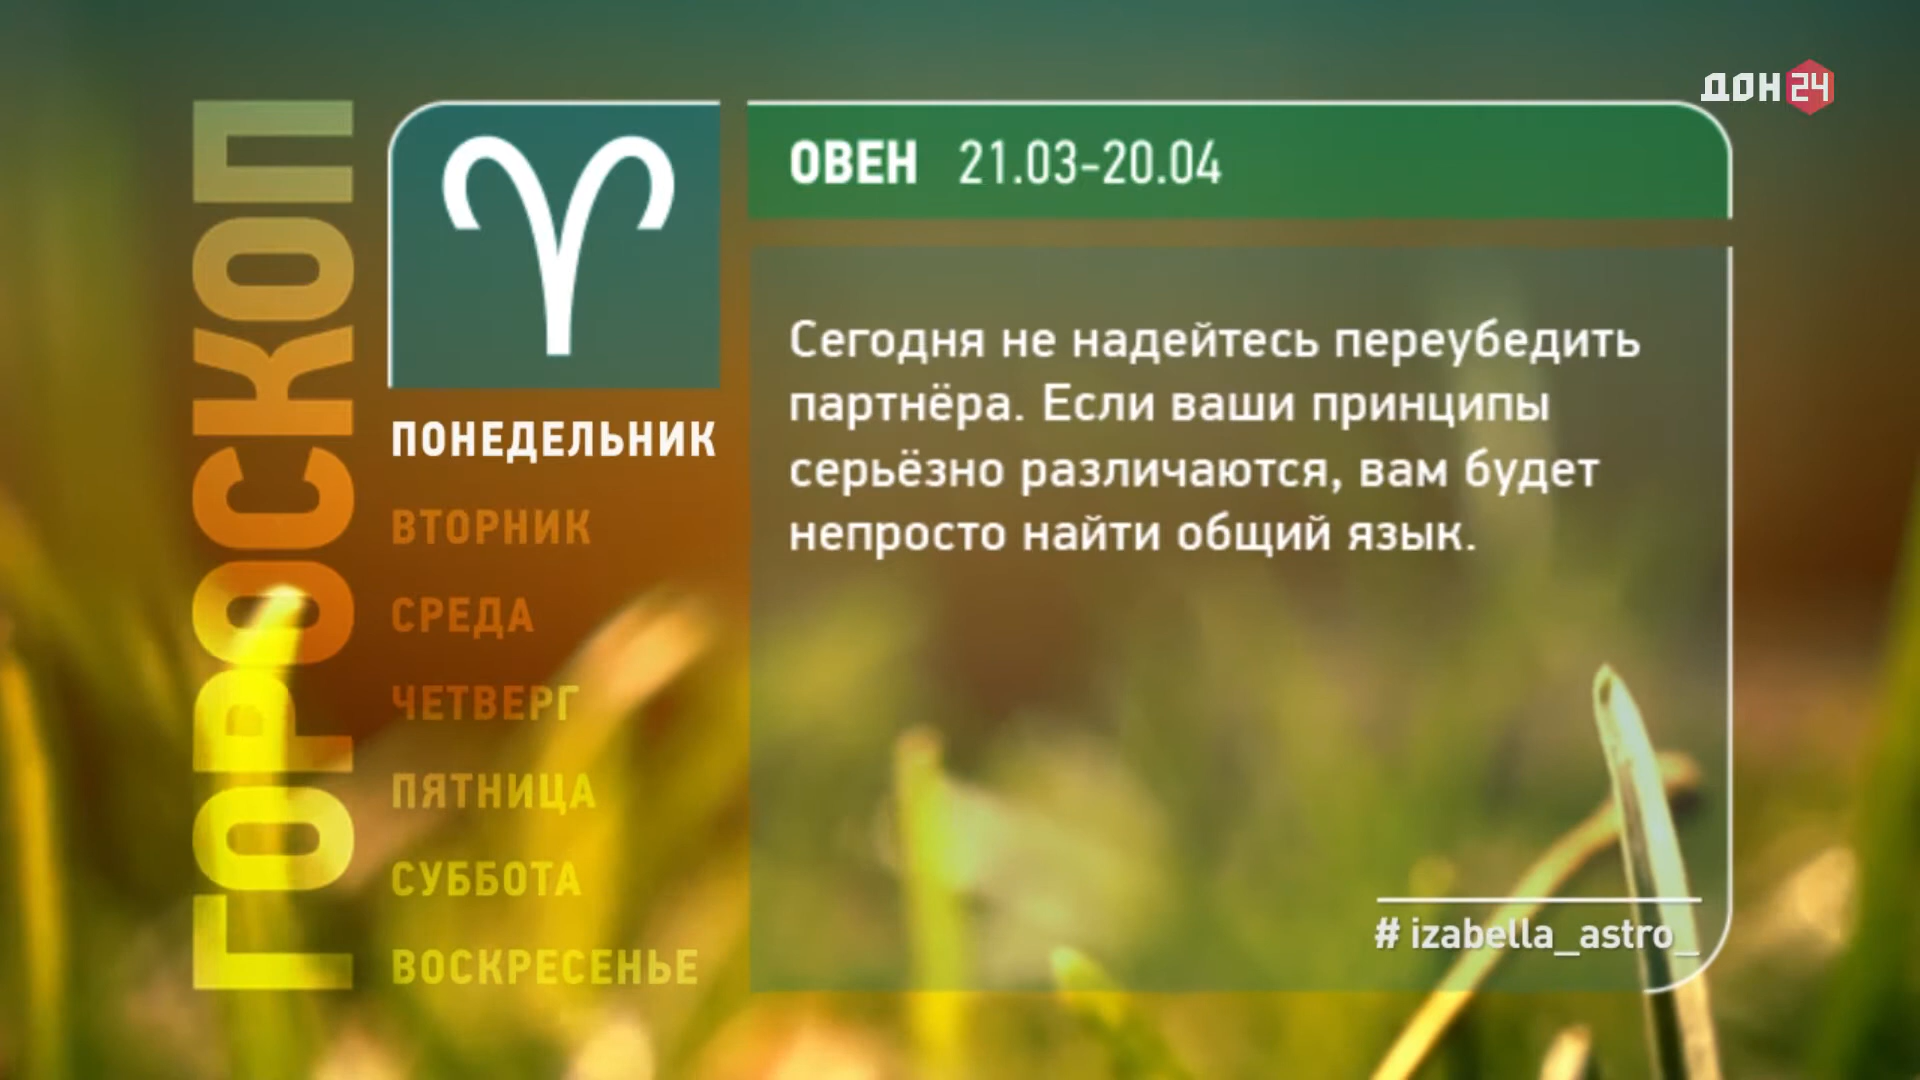 ДОН24
ГОРОСКОП
ОВЕН 21.03-20.04
ПОНЕДЕЛЬНИК
ВТОРНИК
СРЕДА
ЧЕТВЕРГ
ПЯТНИЦА
СУББОТА
ВОСКРЕСЕНЬЕ
Сегодня не надейтесь переубедить
партнёра. Если ваши принципы
серьёзно различаются, вам будет
непросто найти общий язык.
# izabella_astro_